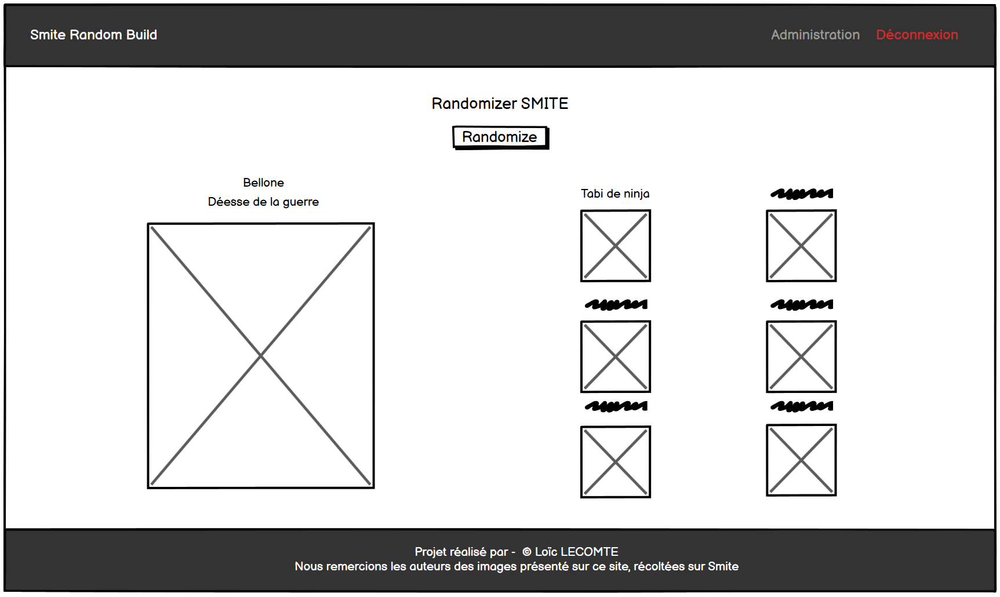 Smite Random Build
Administration
Déconnexion
Randomizer SMITE
Randomize
Bellone
Déesse de la guerre
Tabi de ninja
Projet réalisé par - © Loïc LECOMTE
Nous remercions les auteurs des images présenté sur ce site, récoltées sur Smite